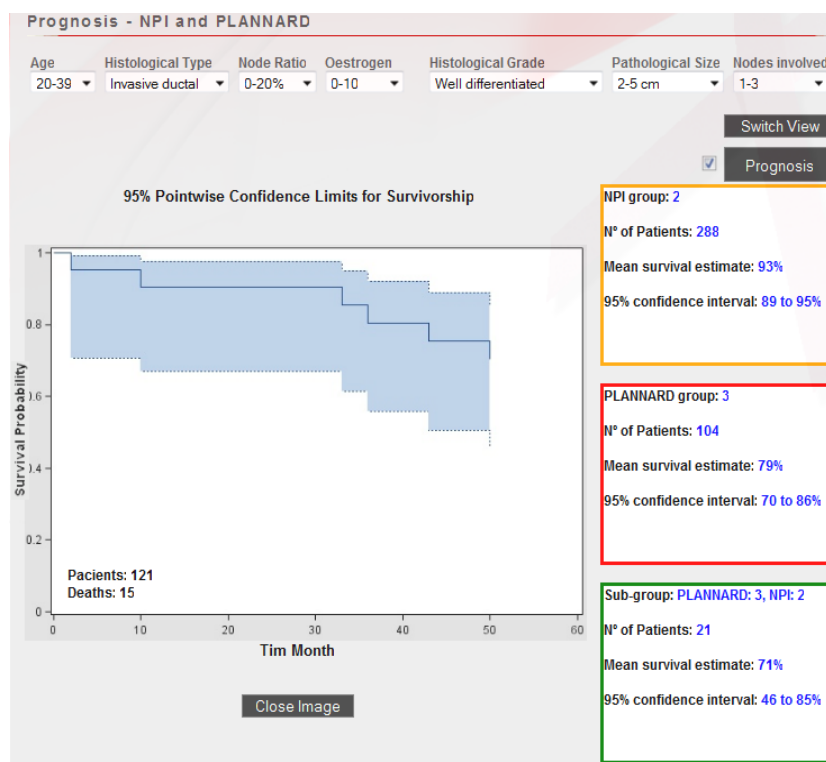 Prognosis - NPI and PLANNARD
Age Histological Type Node Ratio Oestrogen Histological Grade Pathological Size Nodes involved
20-39 Invasive ductal 0-20% 0-10 Well differentiated 2-5 cm 1-3
Switch View
Prognosis
95% Pointwise Confidence Limits for Survivorship
NPI group: 2
Nº of Patients: 288
Mean survival estimate: 93%
95% confidence interval: 89 to 95%
PLANNARD group: 3
Nº of Patients: 104
Mean survival estimate: 79%
95% confidence interval: 70 to 86%
Sub-group: PLANNARD: 3, NPI: 2
Nº of Patients: 21
Mean survival estimate: 71%
95% confidence interval: 46 to 85%
Survival Probability
1
0.8
0.6
0.4
0.2
0
Pacients: 121
Deaths: 15
0 10 20 30 40 50 60
Tim Month
Close Image